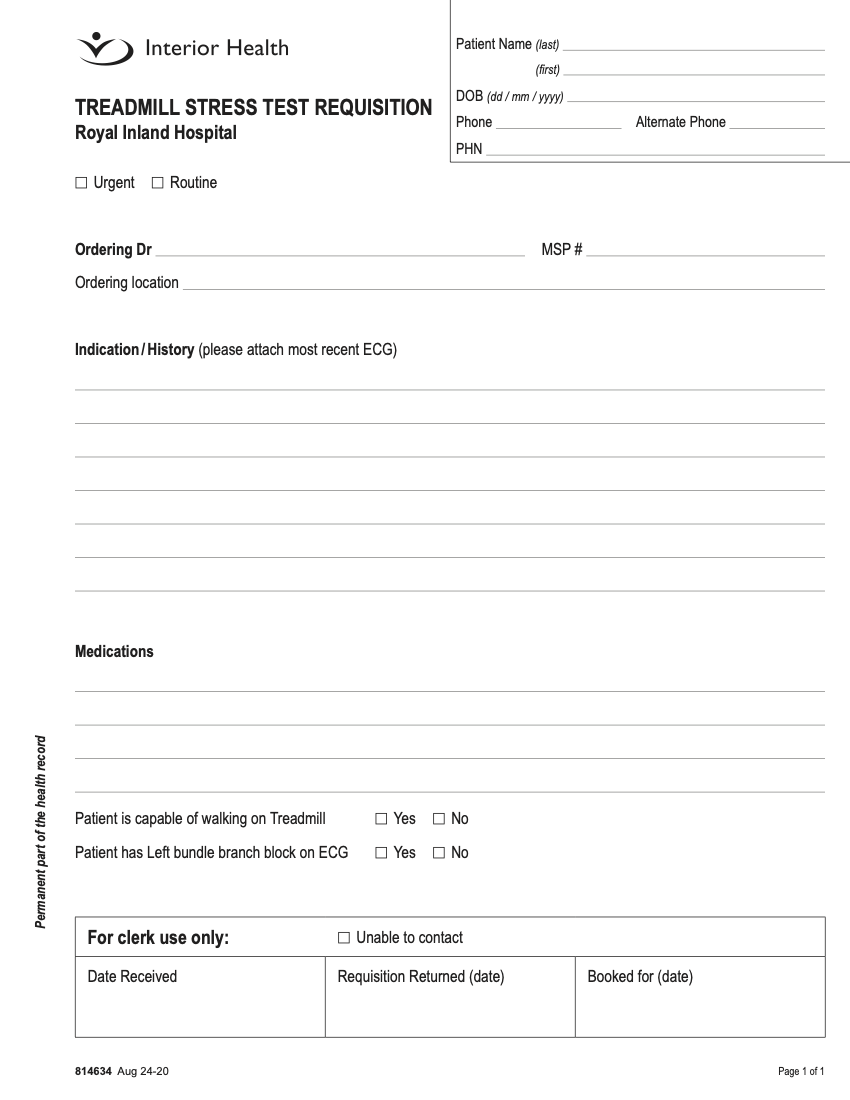 Interior Health
TREADMILL STRESS TEST REQUISITION
Royal Inland Hospital
Patient Name (last)
(first)
DOB (dd / mm / yyyy)
Phone Alternate Phone
PHN
☐ Urgent ☐ Routine
Ordering Dr MSP #
Ordering location
Indication / History (please attach most recent ECG)
Medications
Patient is capable of walking on Treadmill ☐ Yes ☐ No
Patient has Left bundle branch block on ECG ☐ Yes ☐ No
Permanent part of the health record
For clerk use only: ☐ Unable to contact
Date Received Requisition Returned (date) Booked for (date)
814634 Aug 24-20 Page 1 of 1